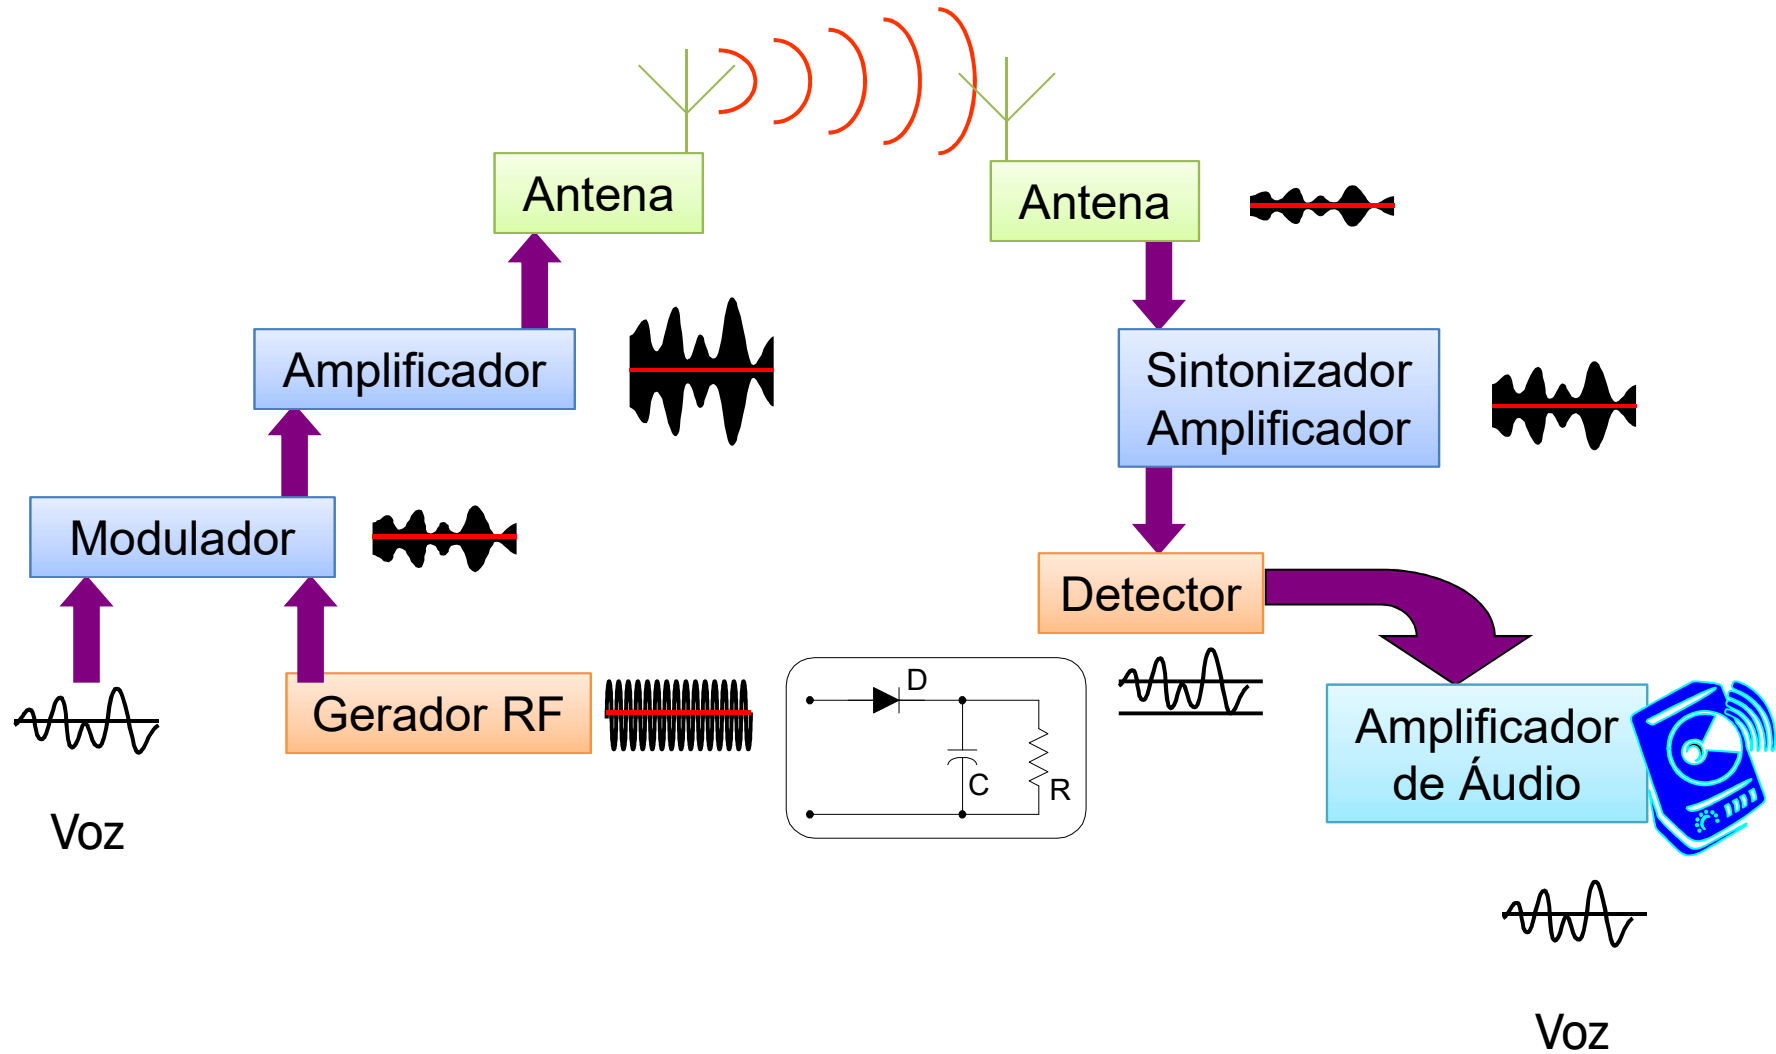 Antena
Antena
Amplificador
Sintonizador
Amplificador
Modulador
Detector
Gerador RF
D
C
R
Amplificador
de Áudio
Voz
Voz